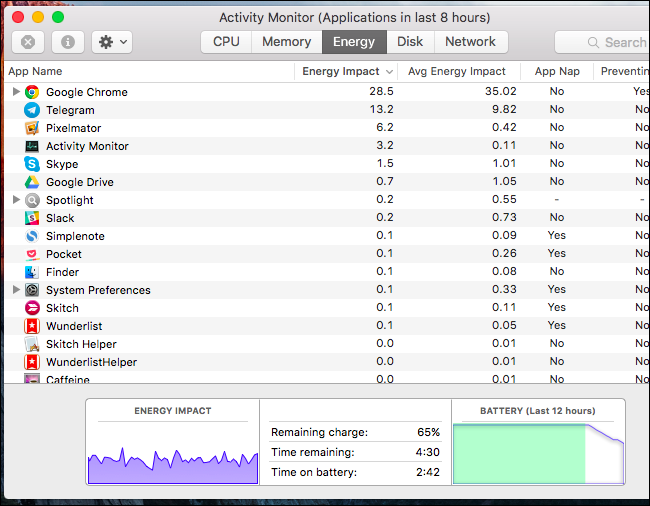 Activity Monitor (Applications in last 8 hours)
CPU Memory Energy Disk Network Search
App Name Energy Impact Avg Energy Impact App Nap Preventin
Google Chrome 28.5 35.02 No Yes
Telegram 13.2 9.82 No No
Pixelmator 6.2 0.42 No No
Activity Monitor 3.2 0.11 No No
Skype 1.5 1.01 No No
Google Drive 0.7 1.05 No No
Spotlight 0.2 0.55 - -
Slack 0.2 0.73 No No
Simplenote 0.1 0.09 Yes No
Pocket 0.1 0.26 Yes No
Finder 0.1 0.08 No No
System Preferences 0.1 0.33 Yes No
Skitch 0.1 0.11 Yes No
Wunderlist 0.1 0.05 Yes No
Skitch Helper 0.0 0.01 No No
WunderlistHelper 0.0 0.01 No No
Caffeine 0.0 0.01 No No
ENERGY IMPACT BATTERY (Last 12 hours)
Remaining charge: 65%
Time remaining: 4:30
Time on battery: 2:42